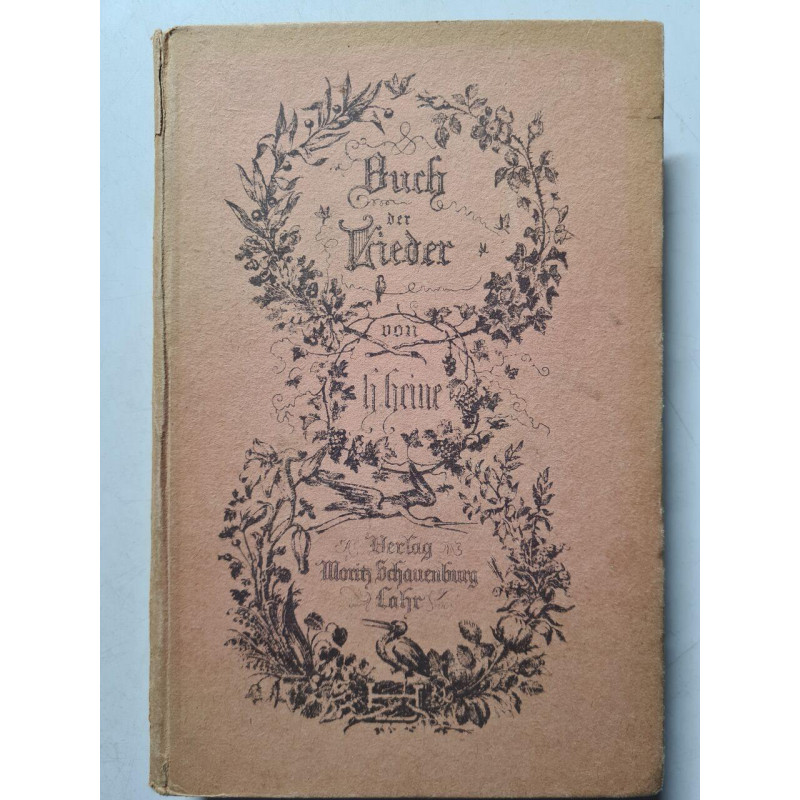 Buch
der
Lieder
von
H. Heine
Verlag
Moritz Schauenburg
Lahr